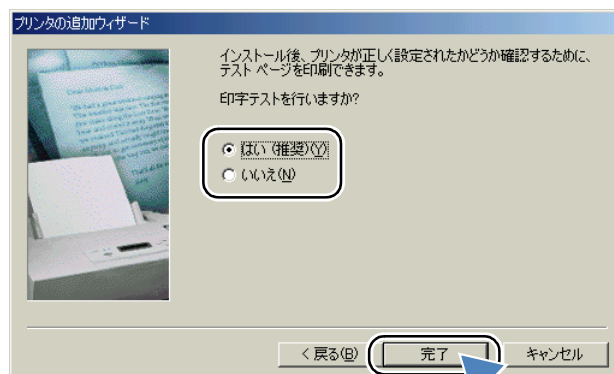 プリンタの追加ウィザード
インストール後、プリンタが正しく設定されたかどうか確認するために、
テスト ページを印刷できます。
印字テストを行いますか?
はい (推奨)(Y)
いいえ(N)
< 戻る(B)
完了
キャンセル